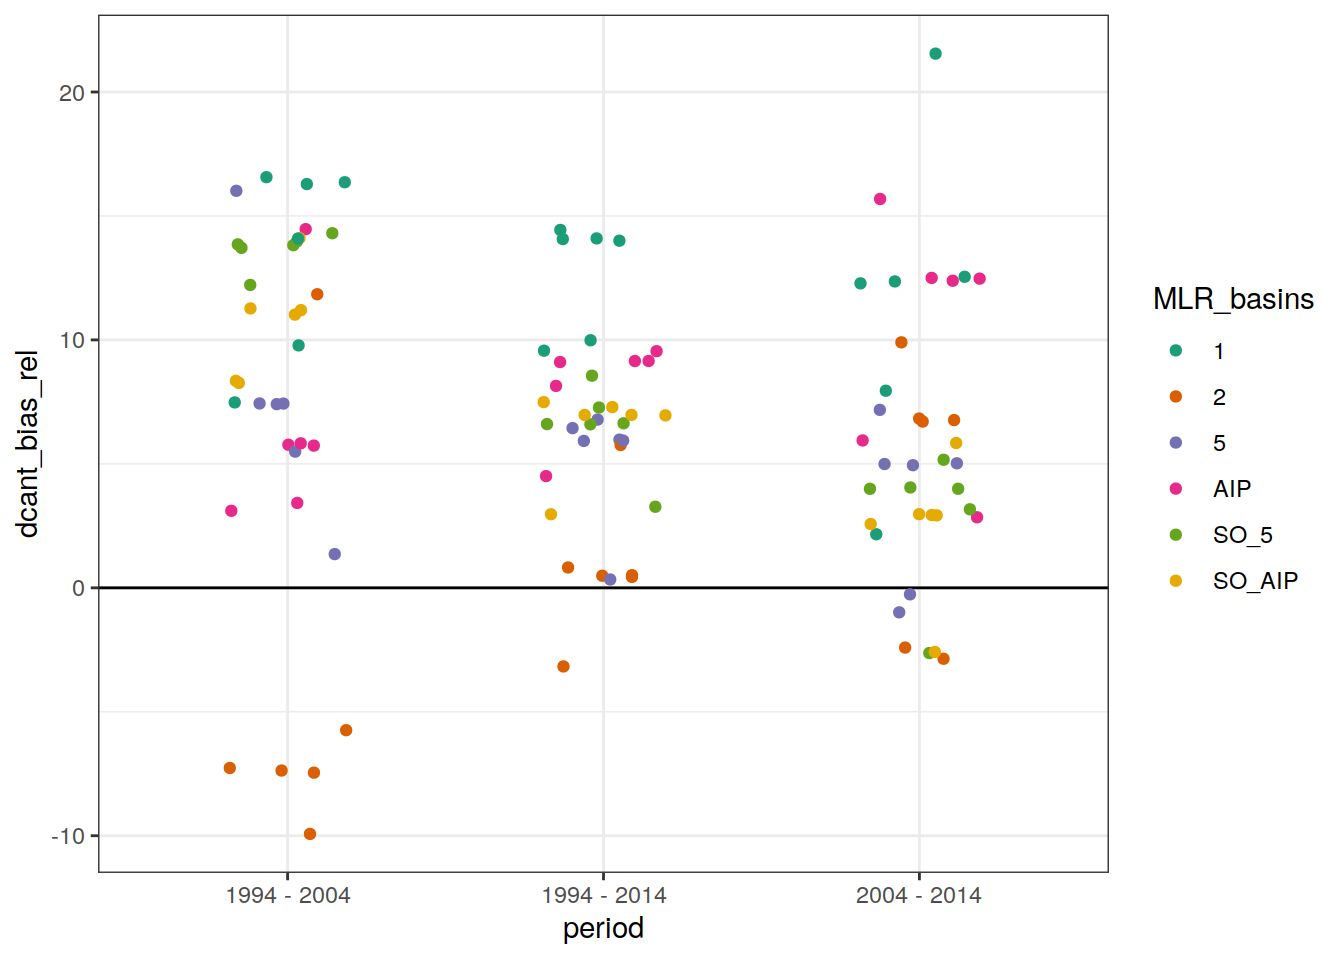 20
10
0
-10
dcant_bias_rel
1994 - 2004
1994 - 2014
2004 - 2014
period
MLR_basins
1
2
5
AIP
SO_5
SO_AIP